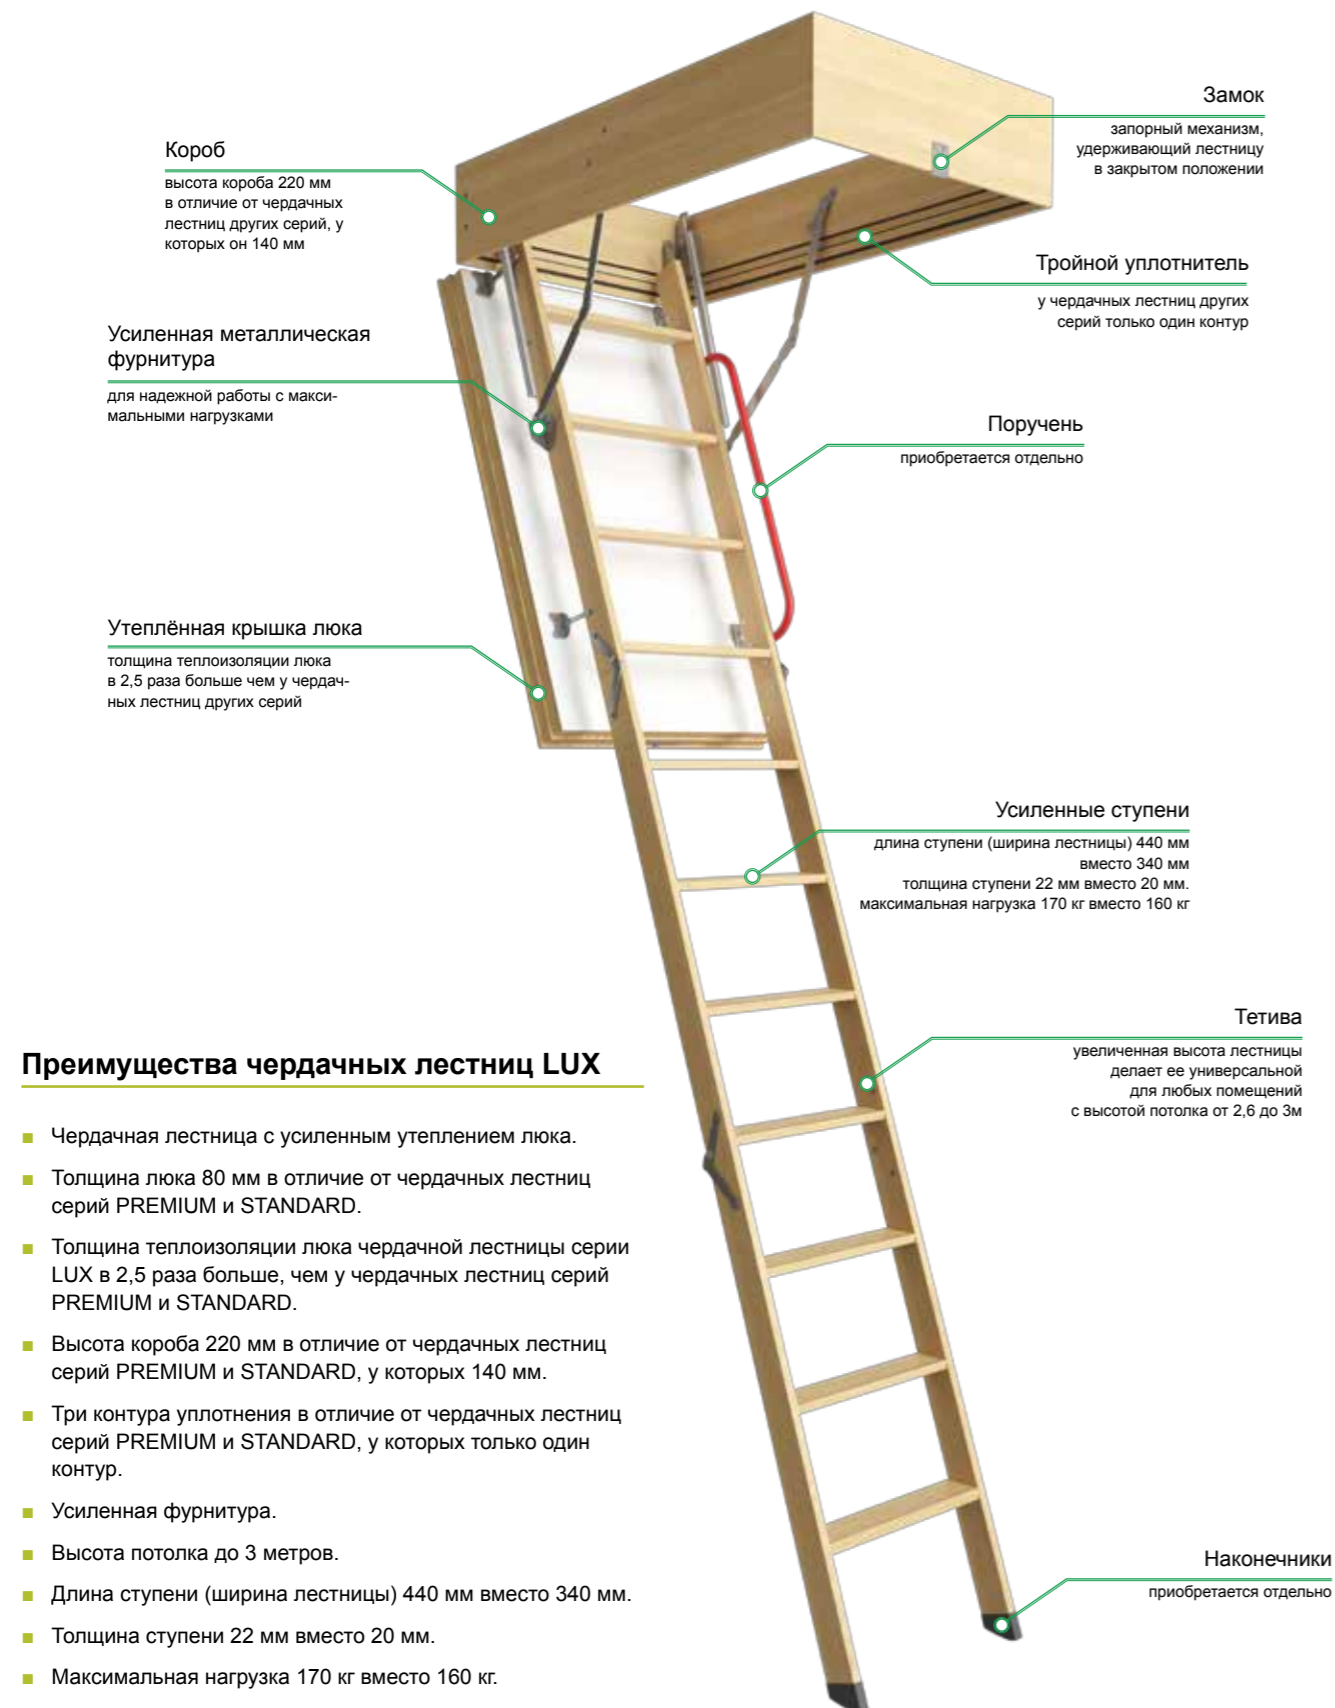 Замок
запорный механизм,
удерживающий лестницу
в закрытом положении
Короб
высота короба 220 мм
в отличие от чердачных
лестниц других серий, у
которых он 140 мм
Тройной уплотнитель
у чердачных лестниц других
серий только один контур
Усиленная металлическая
фурнитура
для надежной работы с макси-
мальными нагрузками
Поручень
приобретается отдельно
Утеплённая крышка люка
толщина теплоизоляции люка
в 2,5 раза больше чем у чердач-
ных лестниц других серий
Усиленные ступени
длина ступени (ширина лестницы) 440 мм
вместо 340 мм
толщина ступени 22 мм вместо 20 мм.
максимальная нагрузка 170 кг вместо 160 кг
Тетива
увеличенная высота лестницы
делает ее универсальной
для любых помещений
с высотой потолка от 2,6 до 3м
Преимущества чердачных лестниц LUX
Чердачная лестница с усиленным утеплением люка.
Толщина люка 80 мм в отличие от чердачных лестниц
серий PREMIUM и STANDARD.
Толщина теплоизоляции люка чердачной лестницы серии
LUX в 2,5 раза больше, чем у чердачных лестниц серий
PREMIUM и STANDARD.
Высота короба 220 мм в отличие от чердачных лестниц
серий PREMIUM и STANDARD, у которых 140 мм.
Три контура уплотнения в отличие от чердачных лестниц
серий PREMIUM и STANDARD, у которых только один
контур.
Усиленная фурнитура.
Высота потолка до 3 метров.
Длина ступени (ширина лестницы) 440 мм вместо 340 мм.
Толщина ступени 22 мм вместо 20 мм.
Максимальная нагрузка 170 кг вместо 160 кг.
Наконечники
приобретается отдельно